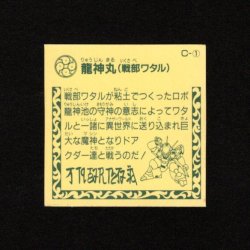 C-①
龍神丸(戦部ワタル)
戦部ワタルが粘土でつくったロボ
龍神池の守神の意志によってワタ
ルと一諸に異世界に送り込まれ巨
大な魔神となりドア
クダー達と戦うのだ!